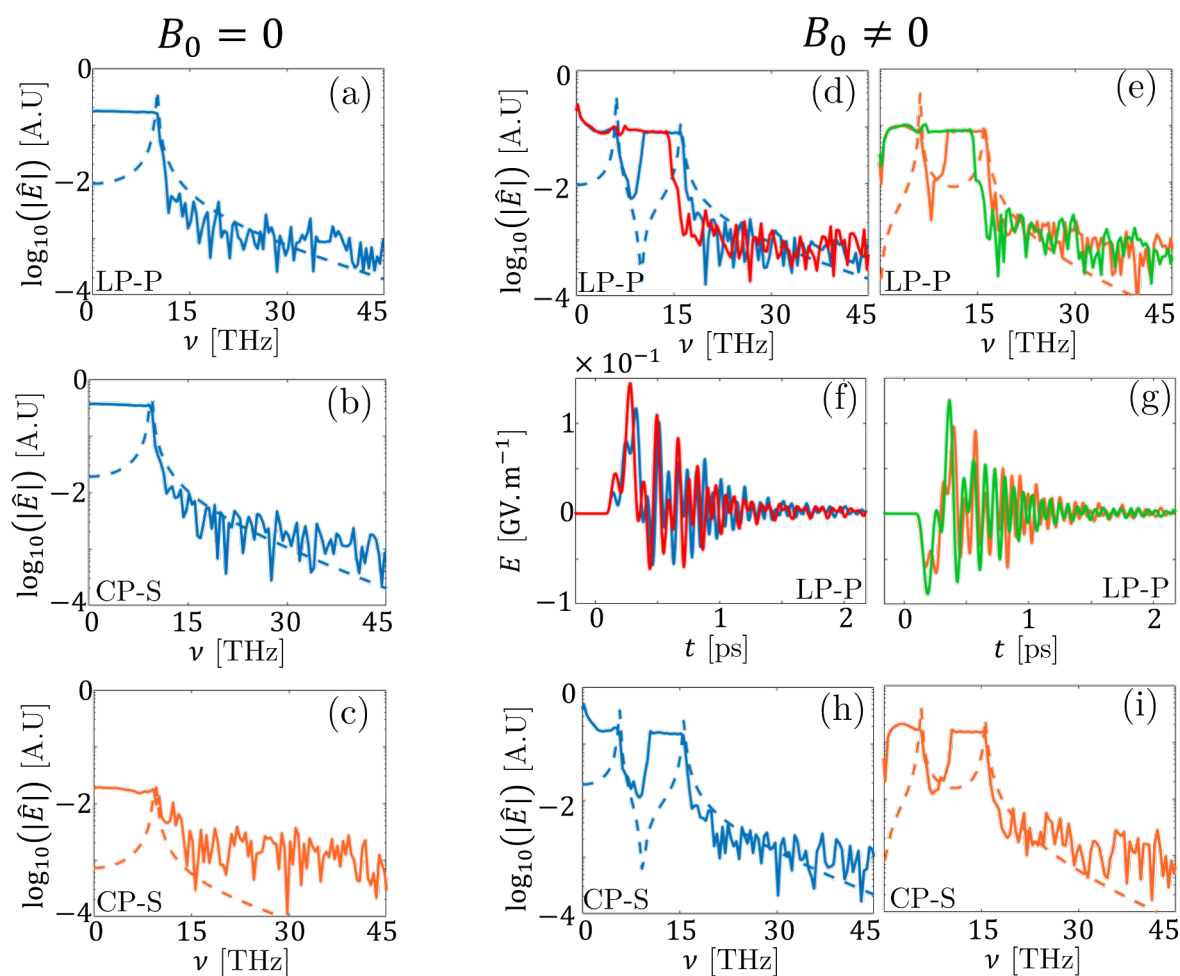 B₀ = 0
B₀ ≠ 0
(a)
log₁₀(|Ê|) [A.U]
0
−2
−4
LP-P
0 15 30 45
ν [THz]
(b)
log₁₀(|Ê|) [A.U]
0
−2
−4
CP-S
0 15 30 45
ν [THz]
(c)
log₁₀(|Ê|) [A.U]
0
−2
−4
CP-S
0 15 30 45
ν [THz]
(d)
log₁₀(|Ê|) [A.U]
0
−2
−4
LP-P
0 15 30 45
ν [THz]
(e)
LP-P
0 15 30 45
ν [THz]
× 10⁻¹
(f)
E [GV.m⁻¹]
1
0
−1
LP-P
0 1 2
t [ps]
(g)
LP-P
0 1 2
t [ps]
(h)
log₁₀(|Ê|) [A.U]
0
−2
−4
CP-S
0 15 30 45
ν [THz]
(i)
CP-S
0 15 30 45
ν [THz]